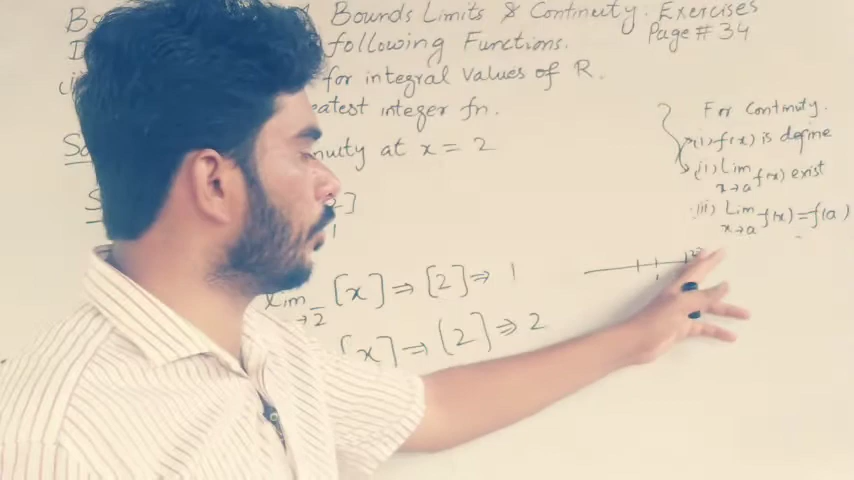 Bounds Limits & Continuity. Exercises
Page # 34
following Functions.
for integral values of R.
eatest integer fn.
nuity at x = 2
For Continuty.
(i) f(x) is define
(ii) Lim f(x) exist
x→a
(iii) Lim f(x) = f(a)
x→a
lim [x] ⇒ [2] ⇒ 1
→2
[x] ⇒ [2] ⇒ 2